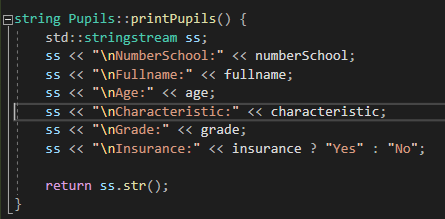 string Pupils::printPupils() {
std::stringstream ss;
ss << "\nNumberSchool:" << numberSchool;
ss << "\nFullname:" << fullname;
ss << "\nAge:" << age;
ss << "\nCharacteristic:" << characteristic;
ss << "\nGrade:" << grade;
ss << "\nInsurance:" << insurance ? "Yes" : "No";
return ss.str();
}